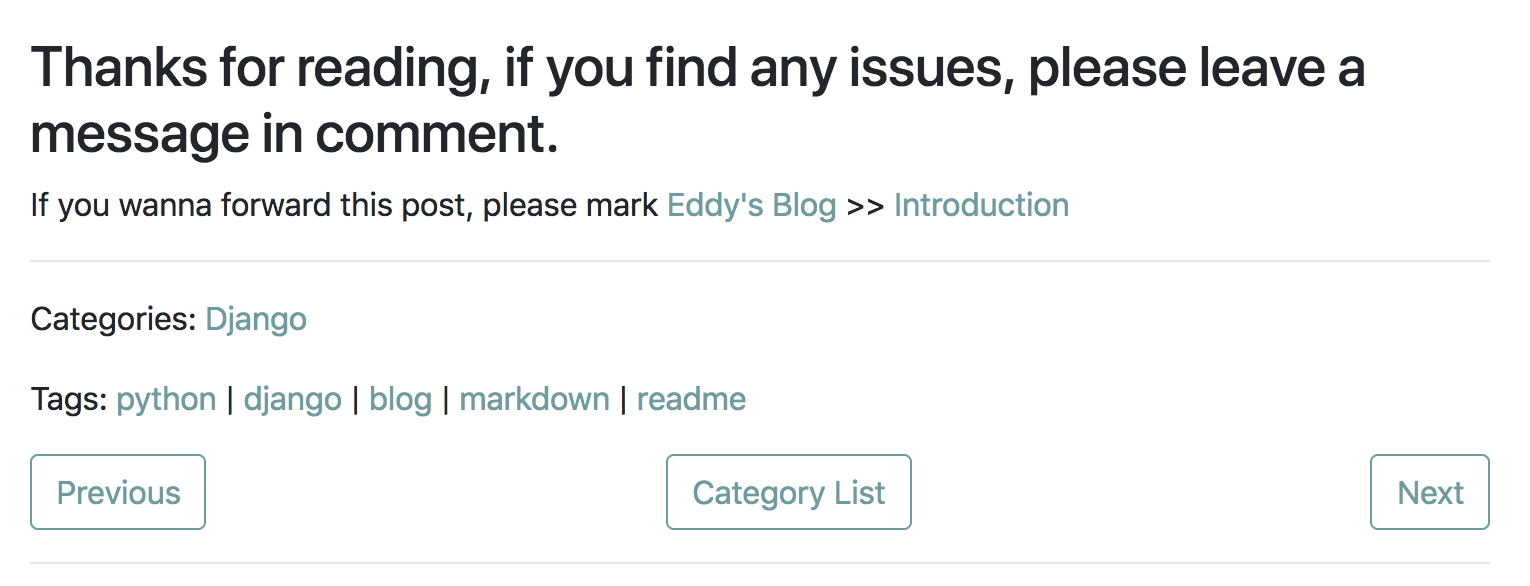 Thanks for reading, if you find any issues, please leave a
message in comment.
If you wanna forward this post, please mark Eddy's Blog >> Introduction
Categories: Django
Tags: python | django | blog | markdown | readme
Previous Category List Next